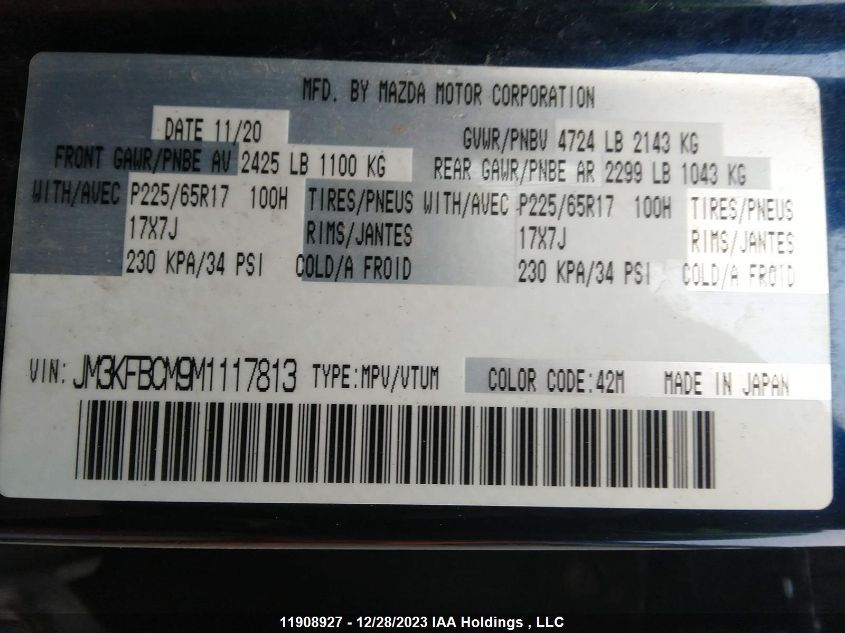 MFD. BY MAZDA MOTOR CORPORATION
DATE 11/20 GVWR/PNBV 4724 LB 2143 KG
FRONT GAWR/PNBE AV 2425 LB 1100 KG REAR GAWR/PNBE AR 2299 LB 1043 KG
WITH/AVEC P225/65R17 100H TIRES/PNEUS WITH/AVEC P225/65R17 100H TIRES/PNEUS
17X7J RIMS/JANTES 17X7J RIMS/JANTES
230 KPA/34 PSI COLD/A FROID 230 KPA/34 PSI COLD/A FROID
VIN: JM3KFBCM9M1117813 TYPE:MPV/VTUM COLOR CODE:42M MADE IN JAPAN
11908927 - 12/28/2023 IAA Holdings , LLC